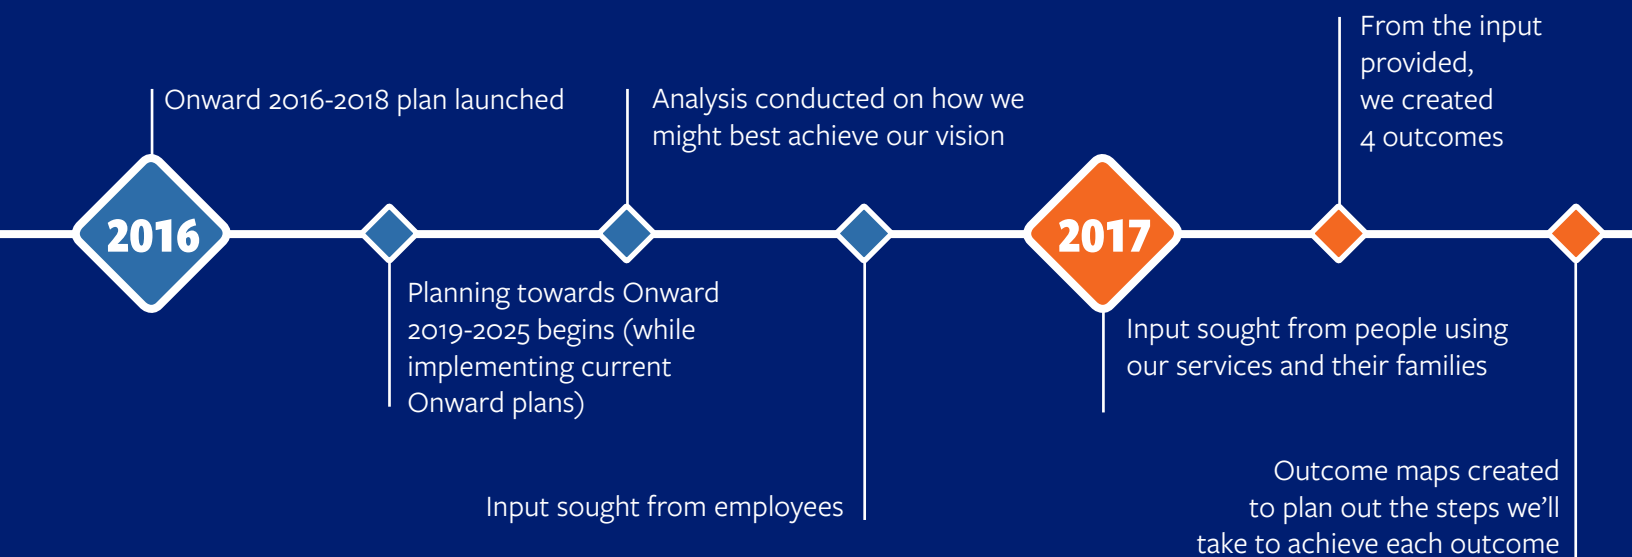 Onward 2016-2018 plan launched
2016
Planning towards Onward
2019-2025 begins (while
implementing current
Onward plans)
Analysis conducted on how we
might best achieve our vision
Input sought from employees
2017
Input sought from people using
our services and their families
From the input
provided,
we created
4 outcomes
Outcome maps created
to plan out the steps we’ll
take to achieve each outcome